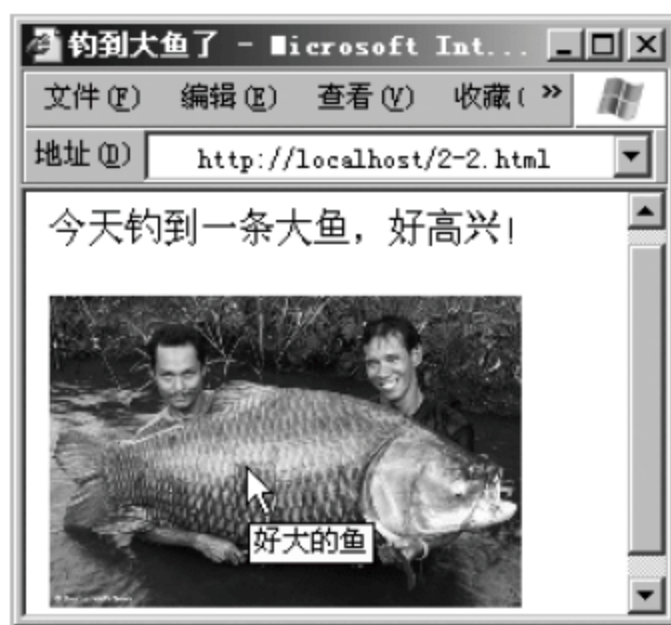 钓到大鱼了 - Microsoft Int...
文件(F) 编辑(E) 查看(V) 收藏( »
地址(D) http://localhost/2-2.html
今天钓到一条大鱼，好高兴！
好大的鱼